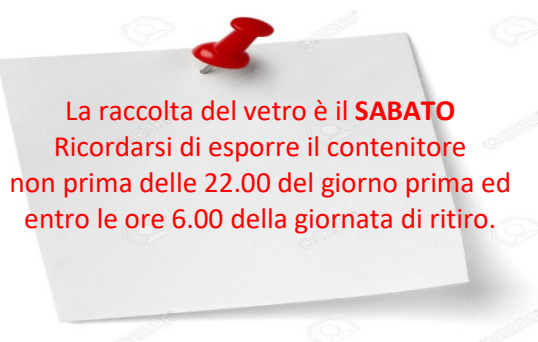 La raccolta del vetro è il SABATO
Ricordarsi di esporre il contenitore
non prima delle 22.00 del giorno prima ed
entro le ore 6.00 della giornata di ritiro.